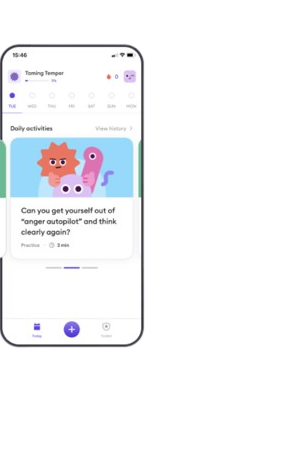 15:46
Taming Temper
0%
0
TUE WED THU FRI SAT SUN MON
Daily activities View history
Can you get yourself out of
“anger autopilot” and think
clearly again?
Practice 3 min
Today